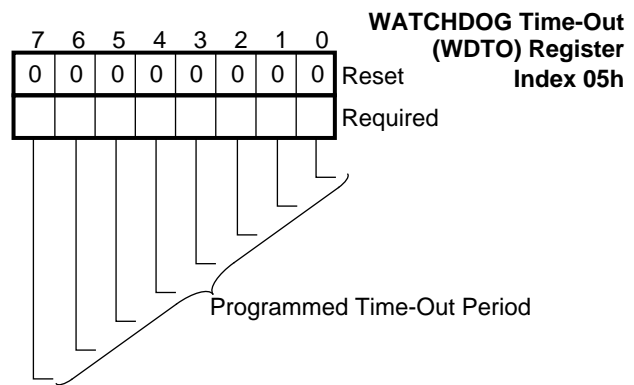 WATCHDOG Time-Out
(WDTO) Register
Index 05h
7 6 5 4 3 2 1 0
0 0 0 0 0 0 0 0 Reset
Required
Programmed Time-Out Period